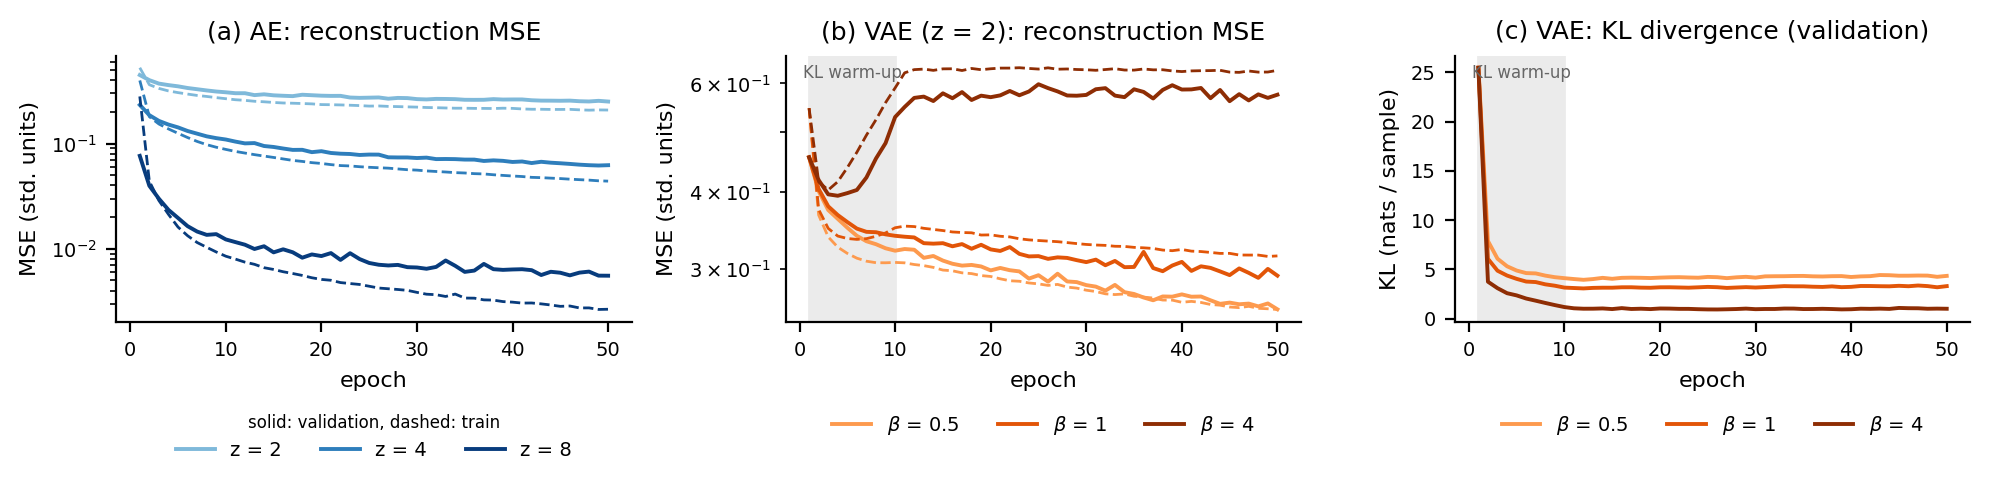 (a) AE: reconstruction MSE
MSE (std. units)
10⁻¹
10⁻²
0 10 20 30 40 50
epoch
solid: validation, dashed: train
z = 2 z = 4 z = 8
(b) VAE (z = 2): reconstruction MSE
KL warm-up
MSE (std. units)
6 × 10⁻¹
4 × 10⁻¹
3 × 10⁻¹
0 10 20 30 40 50
epoch
β = 0.5 β = 1 β = 4
(c) VAE: KL divergence (validation)
KL warm-up
KL (nats / sample)
25
20
15
10
5
0
0 10 20 30 40 50
epoch
β = 0.5 β = 1 β = 4